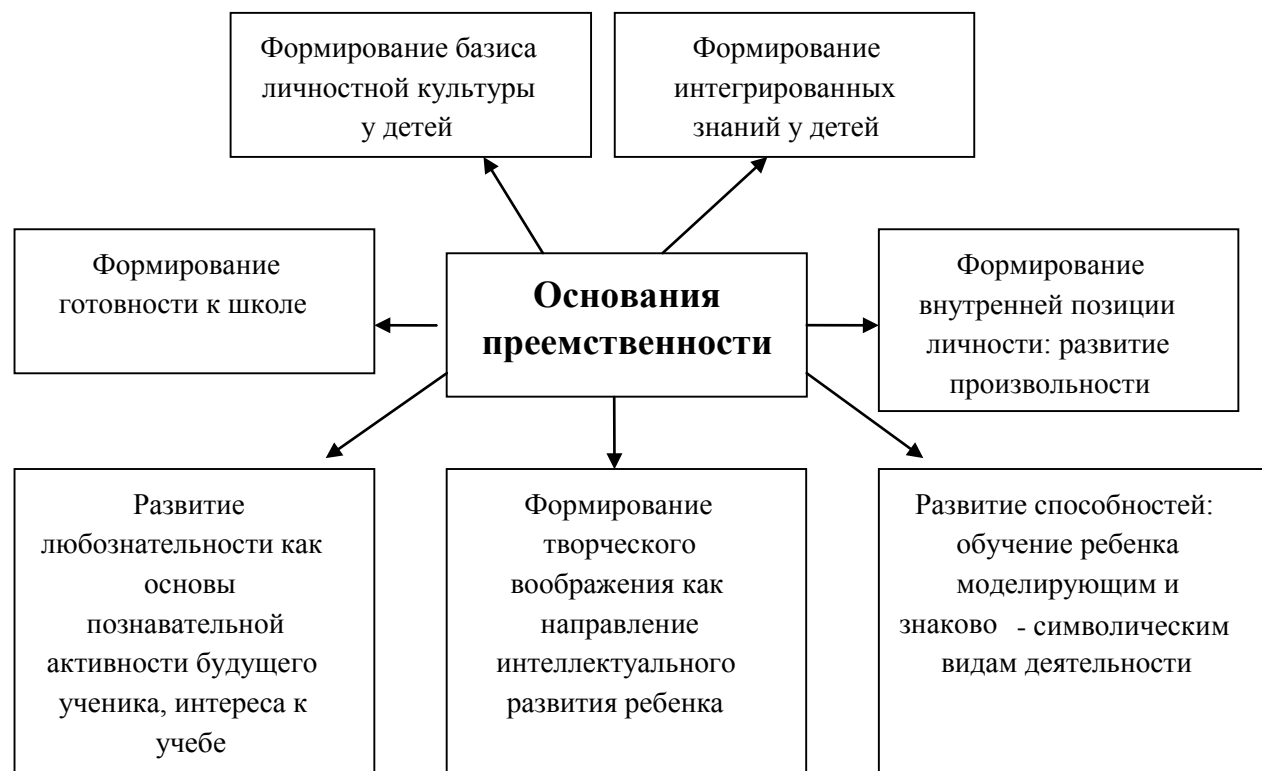 Формирование базиса
личностной культуры
у детей
Формирование
интегрированных
знаний у детей
Формирование
готовности к школе
Основания
преемственности
Формирование
внутренней позиции
личности: развитие
произвольности
Развитие
любознательности как
основы
познавательной
активности будущего
ученика, интереса к
учебе
Формирование
творческого
воображения как
направление
интеллектуального
развития ребенка
Развитие способностей:
обучение ребенка
моделирующим и
знаково - символическим
видам деятельности